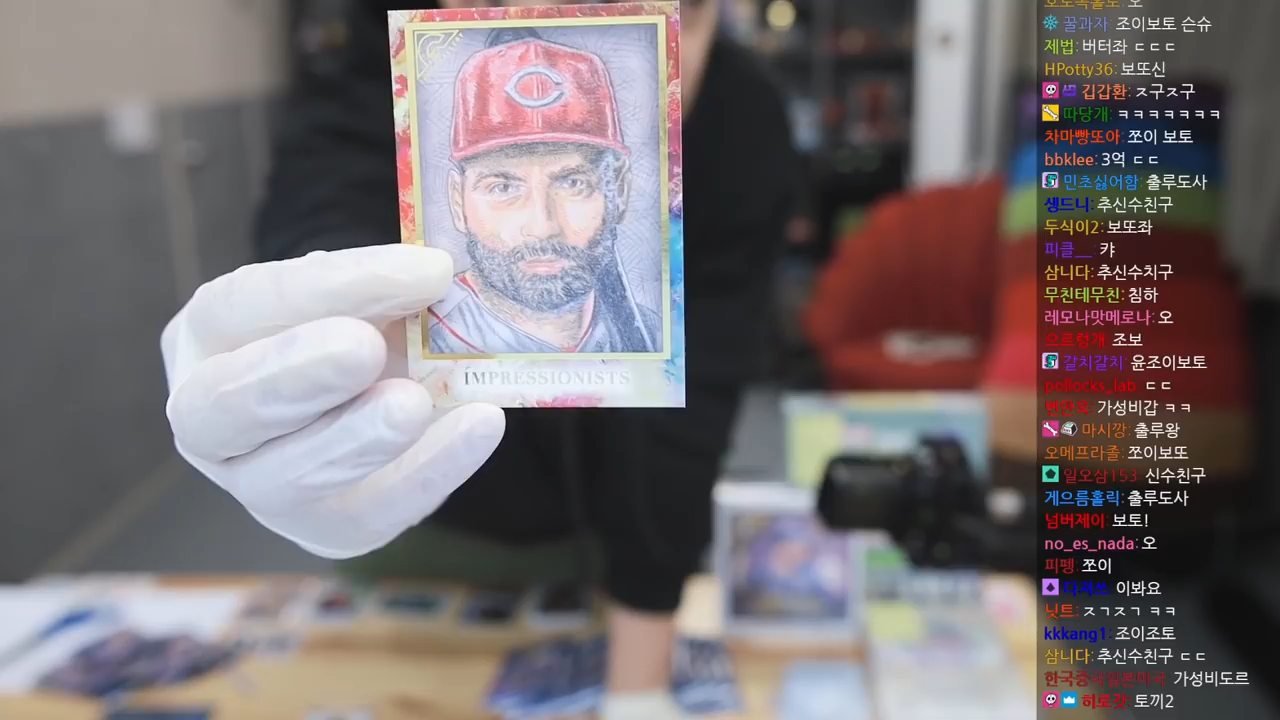 IMPRESSIONISTS
꿀과자: 조이보토 슨슈
제법: 버터좌 ㄷㄷㄷ
HPotty36: 보또신
김갑환: ㅈ구ㅈ구
따당개: ㅋㅋㅋㅋㅋㅋㅋ
차마빵또아: 쪼이 보토
bbklee: 3억 ㄷㄷ
민초싫어함: 출루도사
생드니: 추신수친구
두식이2: 보또좌
피클__: 캬
삼니다: 추신수치구
무친테무친: 침하
레모나맛메로나: 오
으르렁개: 조보
갈치갈치: 윤조이보토
pollocks_lab: ㄷㄷ
가성비갑 ㅋㅋ
마시깡: 출루왕
오메프라졸: 쪼이보또
일오삼153: 신수친구
게으름홀릭: 출루도사
넘버제이: 보토!
no_es_nada: 오
피펭: 쪼이
이봐요
닛트: ㅈㄱㅈㄱ ㅋㅋ
kkkang1: 조이조토
삼니다: 추신수친구 ㄷㄷ
가성비도르
히로갓: 토끼2